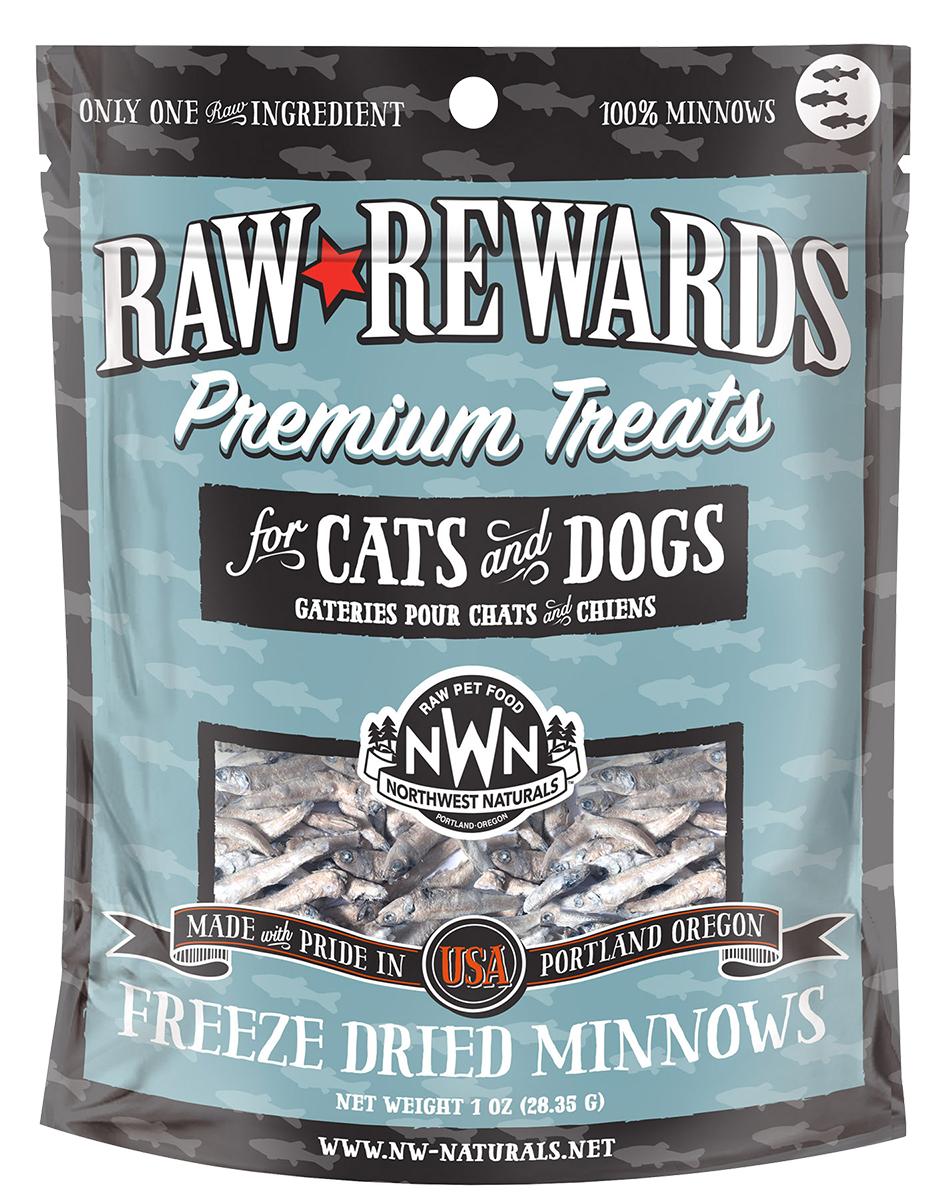 ONLY ONE Raw INGREDIENT
100% MINNOWS
RAW★REWARDS
Premium Treats
for CATS and DOGS
GATERIES POUR CHATS and CHIENS
RAW PET FOOD
NWN
NORTHWEST NATURALS™
PORTLAND·OREGON
MADE with PRIDE IN USA PORTLAND OREGON
FREEZE DRIED MINNOWS
NET WEIGHT 1 OZ (28.35 G)
WWW.NW-NATURALS.NET